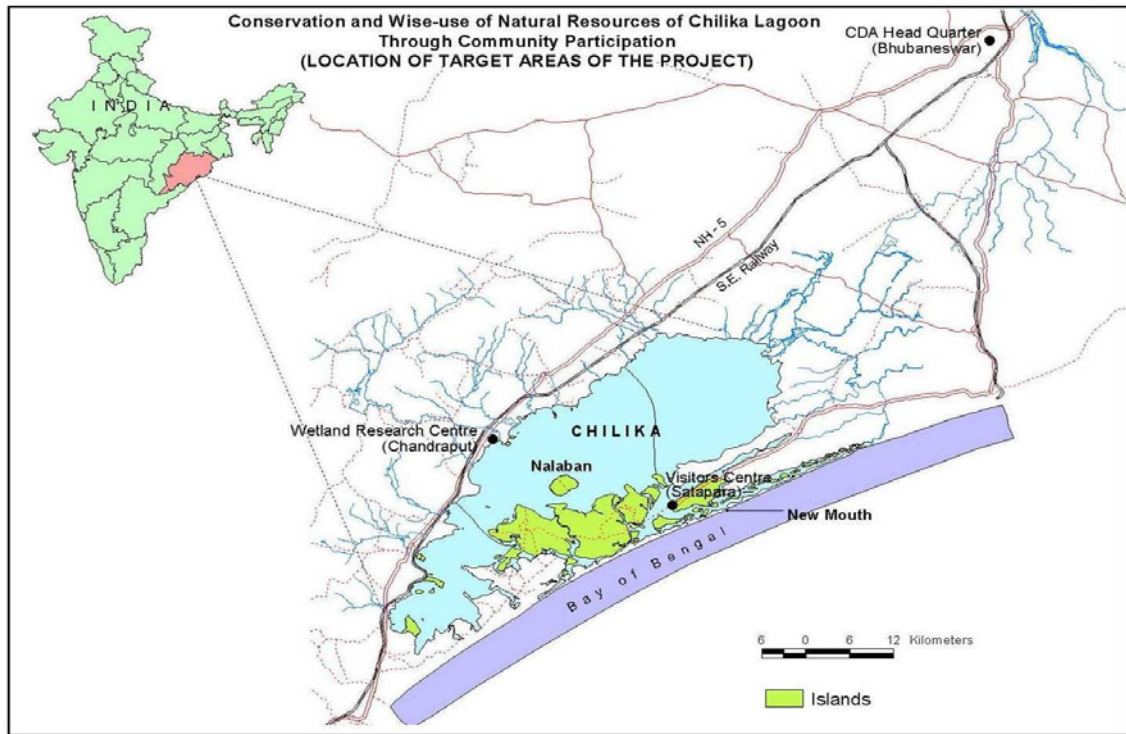 Conservation and Wise-use of Natural Resources of Chilika Lagoon
Through Community Participation
(LOCATION OF TARGET AREAS OF THE PROJECT)
CDA Head Quarter
(Bhubaneswar)
INDIA
NH - 5
S.E. Railway
Wetland Research Centre
(Chandraput)
CHILIKA
Nalaban
Visitors Centre
(Satapara)
New Mouth
Bay of Bengal
6 0 6 12 Kilometers
Islands